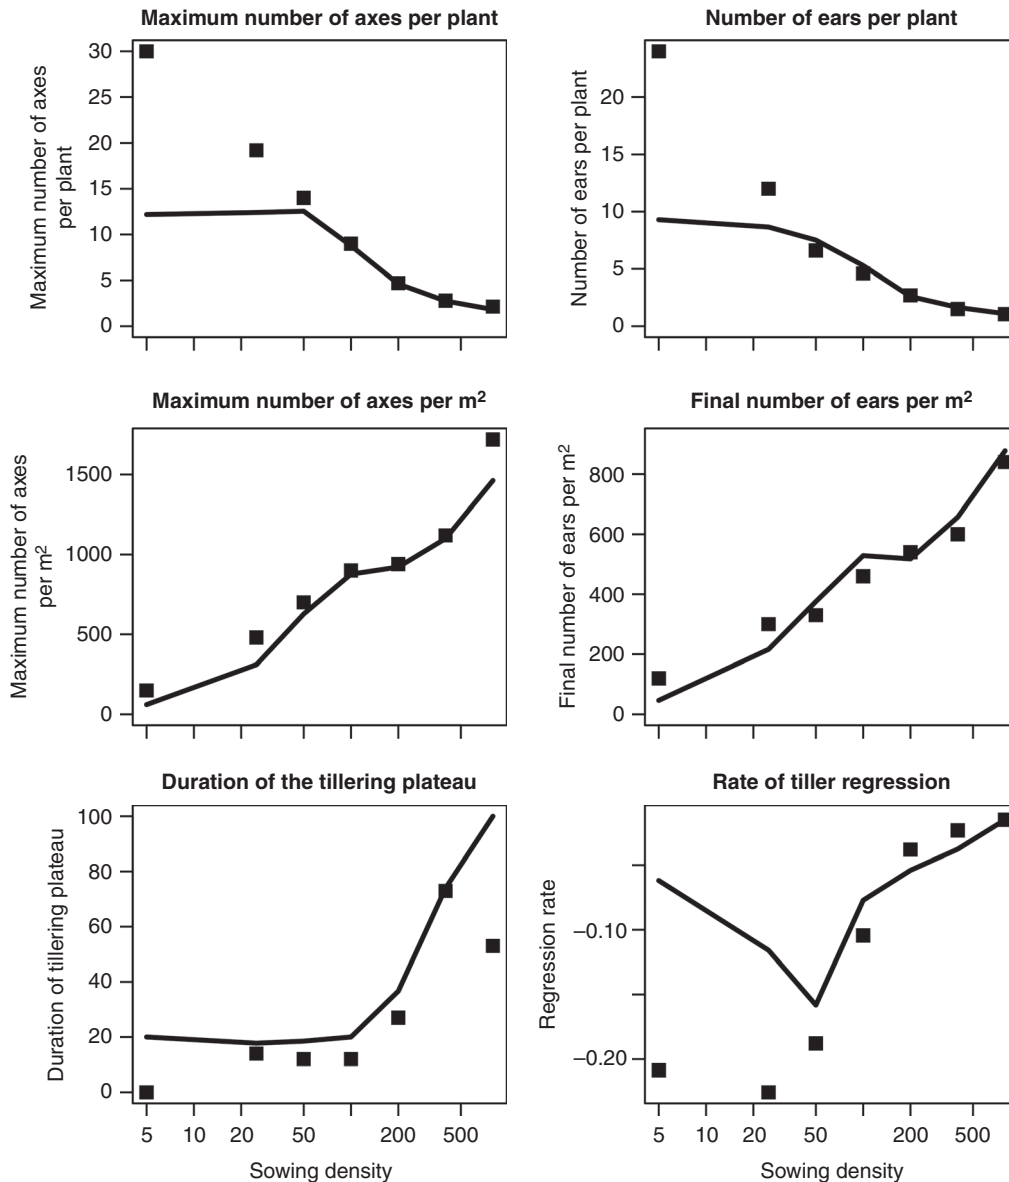 Maximum number of axes per plant
Maximum number of axes
per plant
30
25
20
15
10
5
0
Number of ears per plant
Number of ears per plant
20
15
10
5
0
Maximum number of axes per m²
Maximum number of axes
per m²
1500
1000
500
0
Final number of ears per m²
Final number of ears per m²
800
600
400
200
0
Duration of the tillering plateau
Duration of tillering plateau
100
80
60
40
20
0
5 10 20 50 200 500
Sowing density
Rate of tiller regression
Regression rate
−0.10
−0.20
5 10 20 50 200 500
Sowing density